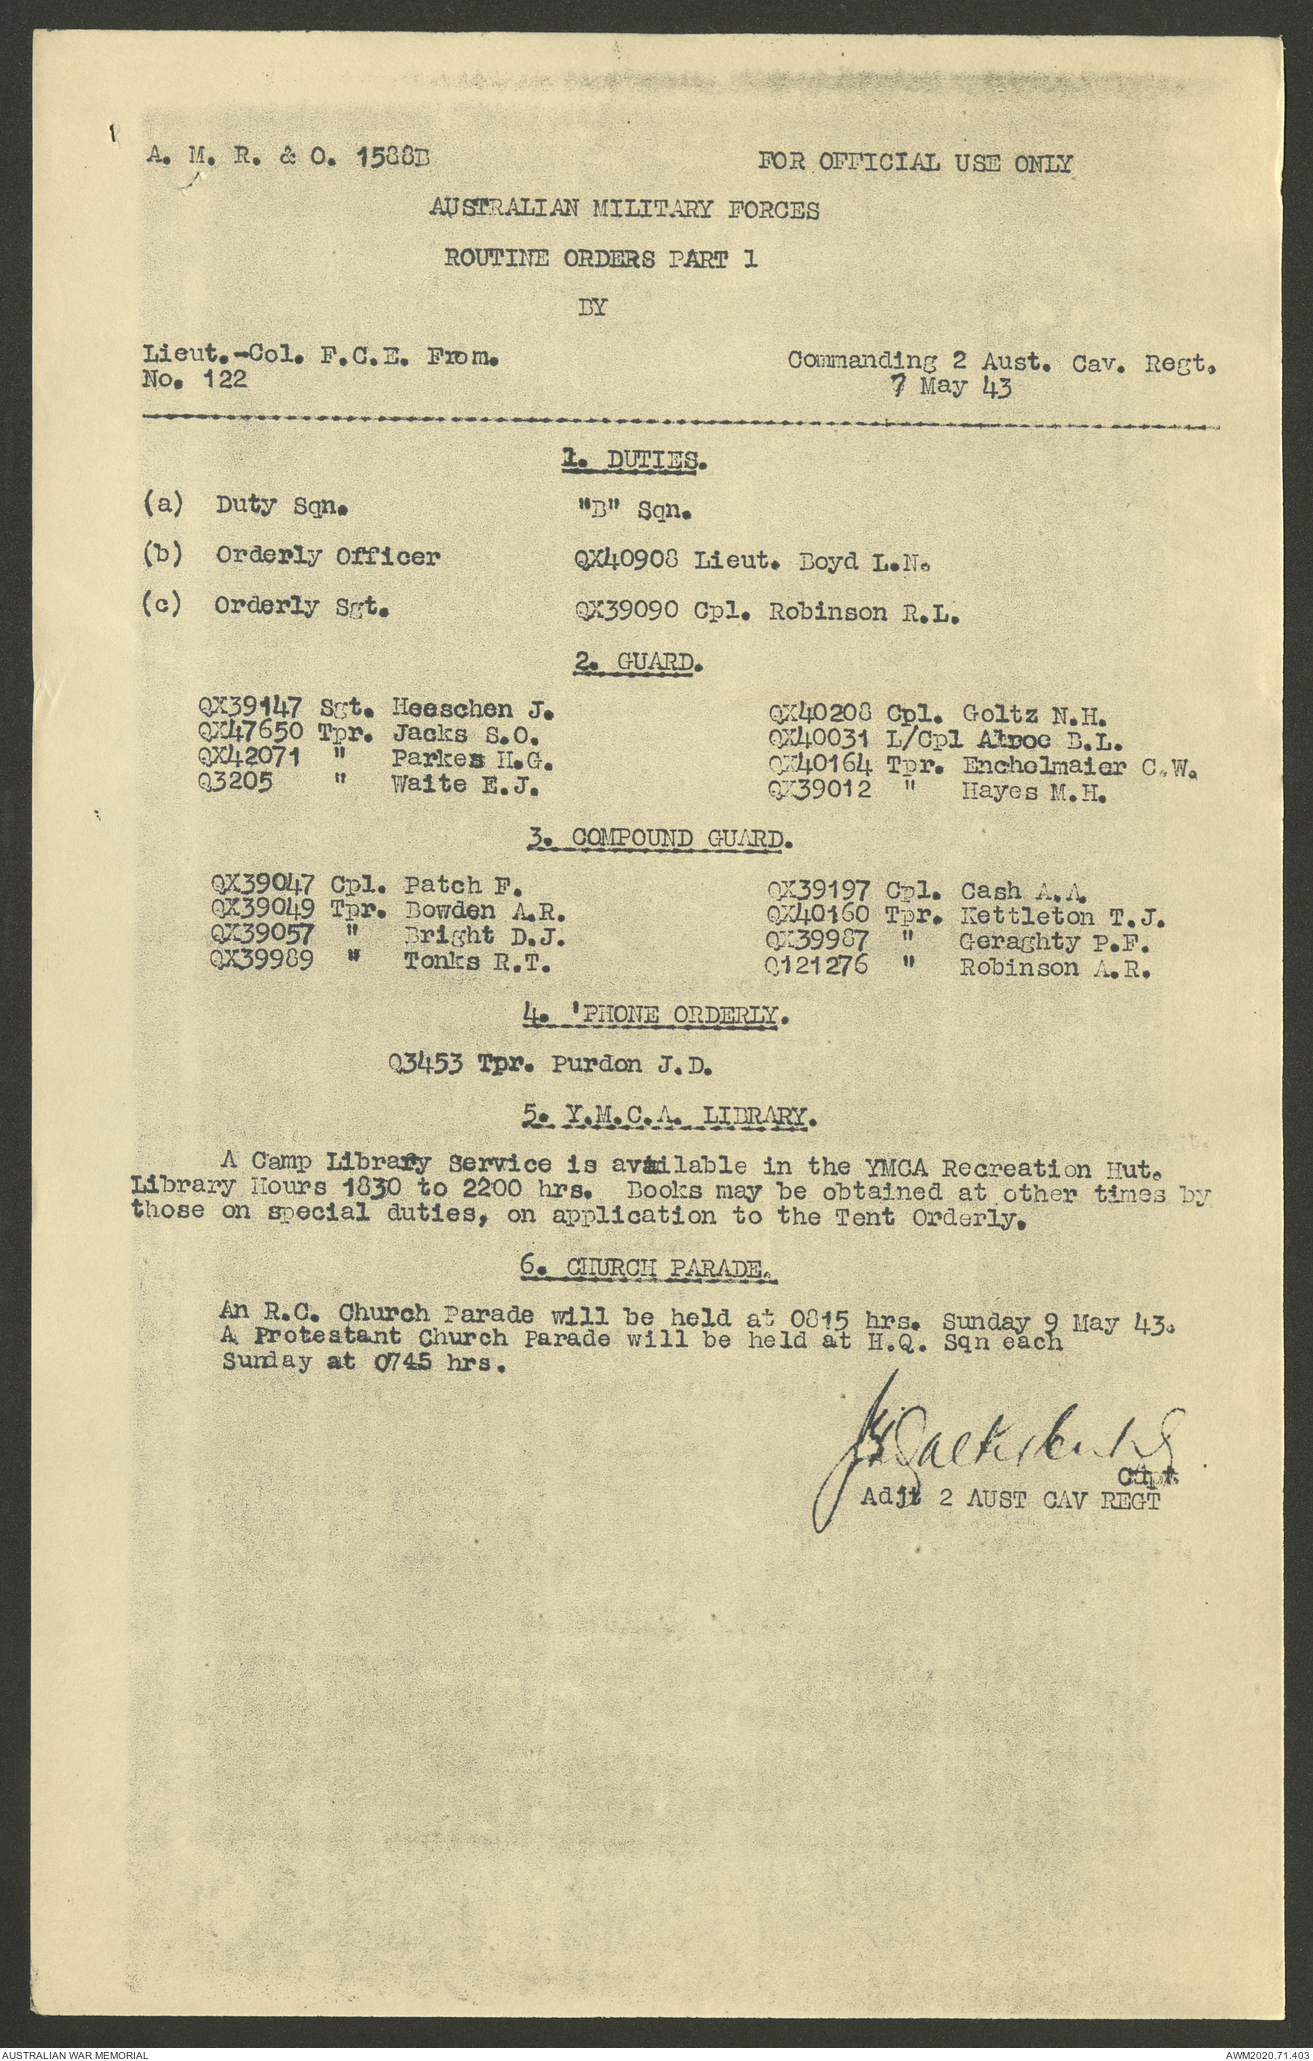 A. M. R. & O. 1588B
FOR OFFICIAL USE ONLY
AUSTRALIAN MILITARY FORCES
ROUTINE ORDERS PART 1
BY
Lieut.-Col. F.C.E. From.
Commanding 2 Aust. Cav. Regt.
No. 122
7 May 43
1. DUTIES.
(a) Duty Sqn. "B" Sqn.
(b) Orderly Officer QX40908 Lieut. Boyd L.N.
(c) Orderly Sgt. QX39090 Cpl. Robinson R.L.
2. GUARD.
QX39147 Sgt. Heeschen J. QX40208 Cpl. Goltz N.H.
QX47650 Tpr. Jacks S.O. QX40031 L/Cpl B.L.
QX42071 " Parkes H.G. QX40164 Tpr. Encholmaier C.W.
Q3205 " Waite E.J. QX39012 " Hayes M.H.
3. COMPOUND GUARD.
QX39047 Cpl. Patch F. QX39197 Cpl. Cash A.A.
QX39049 Tpr. Bowden A.R. QX40160 Tpr. Kettleton T.J.
QX39057 " Bright D.J. QX39987 " Geraghty P.F.
QX39989 " Tonks R.T. Q121276 " Robinson A.R.
4. 'PHONE ORDERLY.
Q3453 Tpr. Purdon J.D.
5. Y.M.C.A. LIBRARY.
A Camp Library Service is available in the YMCA Recreation Hut.
Library Hours 1830 to 2200 hrs. Books may be obtained at other times by
those on special duties, on application to the Tent Orderly.
6. CHURCH PARADE.
An R.C. Church Parade will be held at 0815 hrs. Sunday 9 May 43.
A Protestant Church Parade will be held at H.Q. Sqn each
Sunday at 0745 hrs.
Capt
Adjt 2 AUST CAV REGT
AUSTRALIAN WAR MEMORIAL
AWM2020.71.403